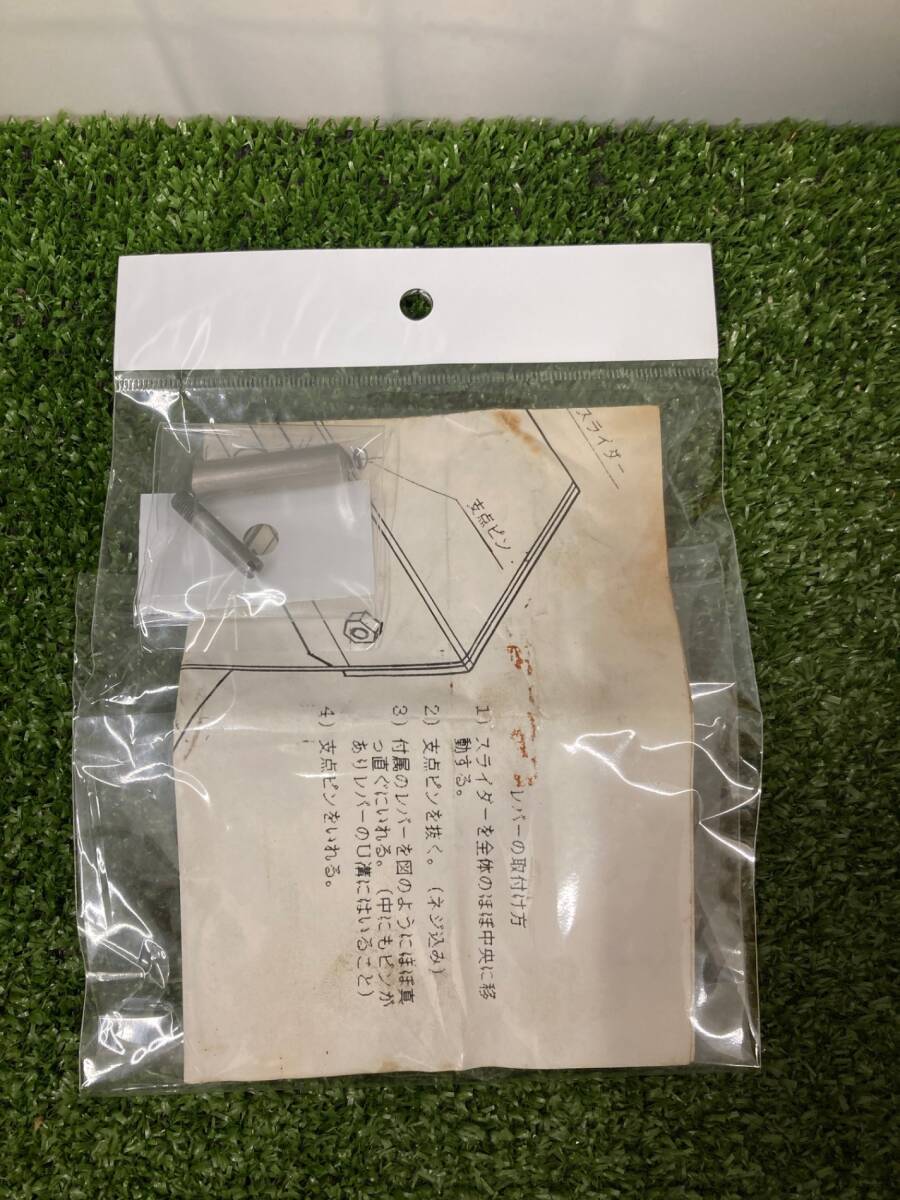 スライダー
支点ピン
レバーの取付け方
1) スライダーを全体のほぼ中央に移
動する。
2) 支点ピンを抜く。(ネジ込み)
3) 付属のレバーを図のようにほぼ真
っ直ぐにいれる。(中にもピンが
ありレバーのU溝にはいること)
4) 支点ピンをいれる。